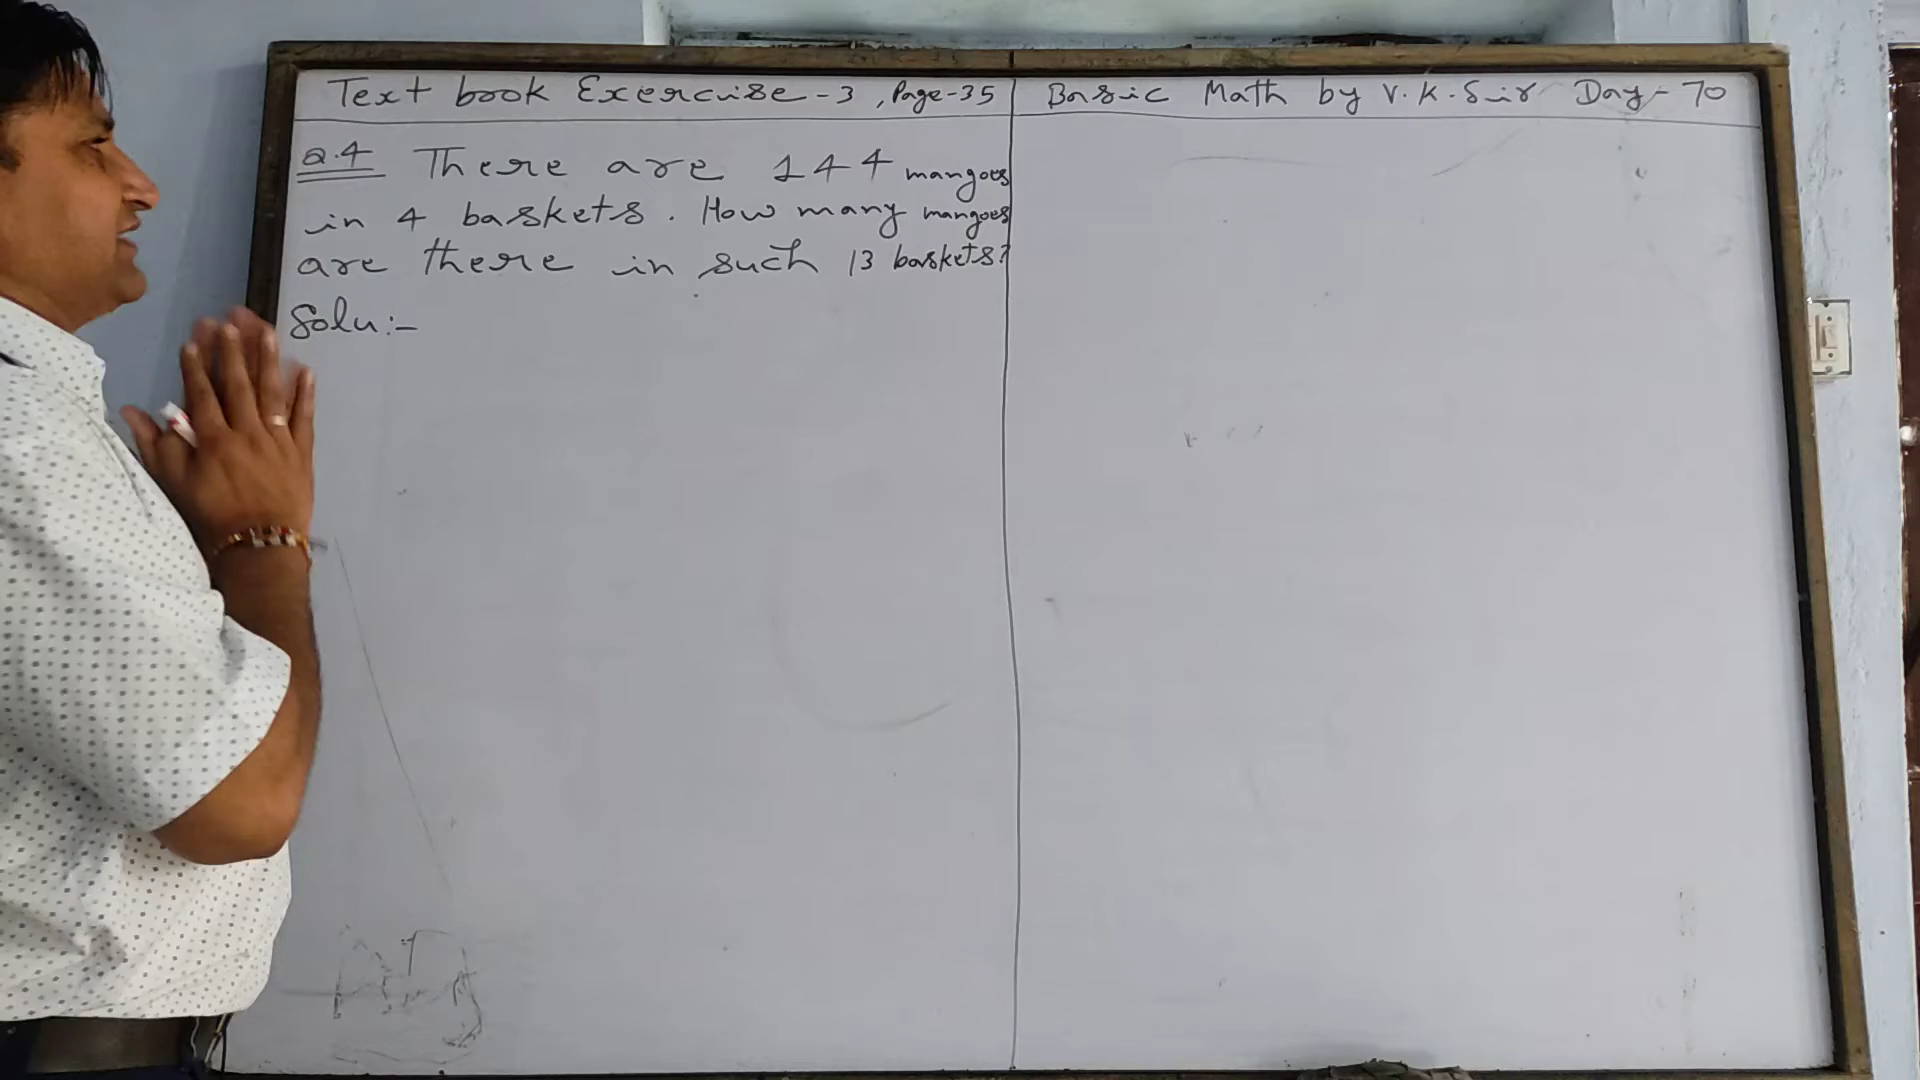 Text book Exercise-3, Page-35
Basic Math by V.K.Sir Day-70
Q.4 There are 144 mangoes
in 4 baskets. How many mangoes
are there in such 13 baskets?
Solu:-